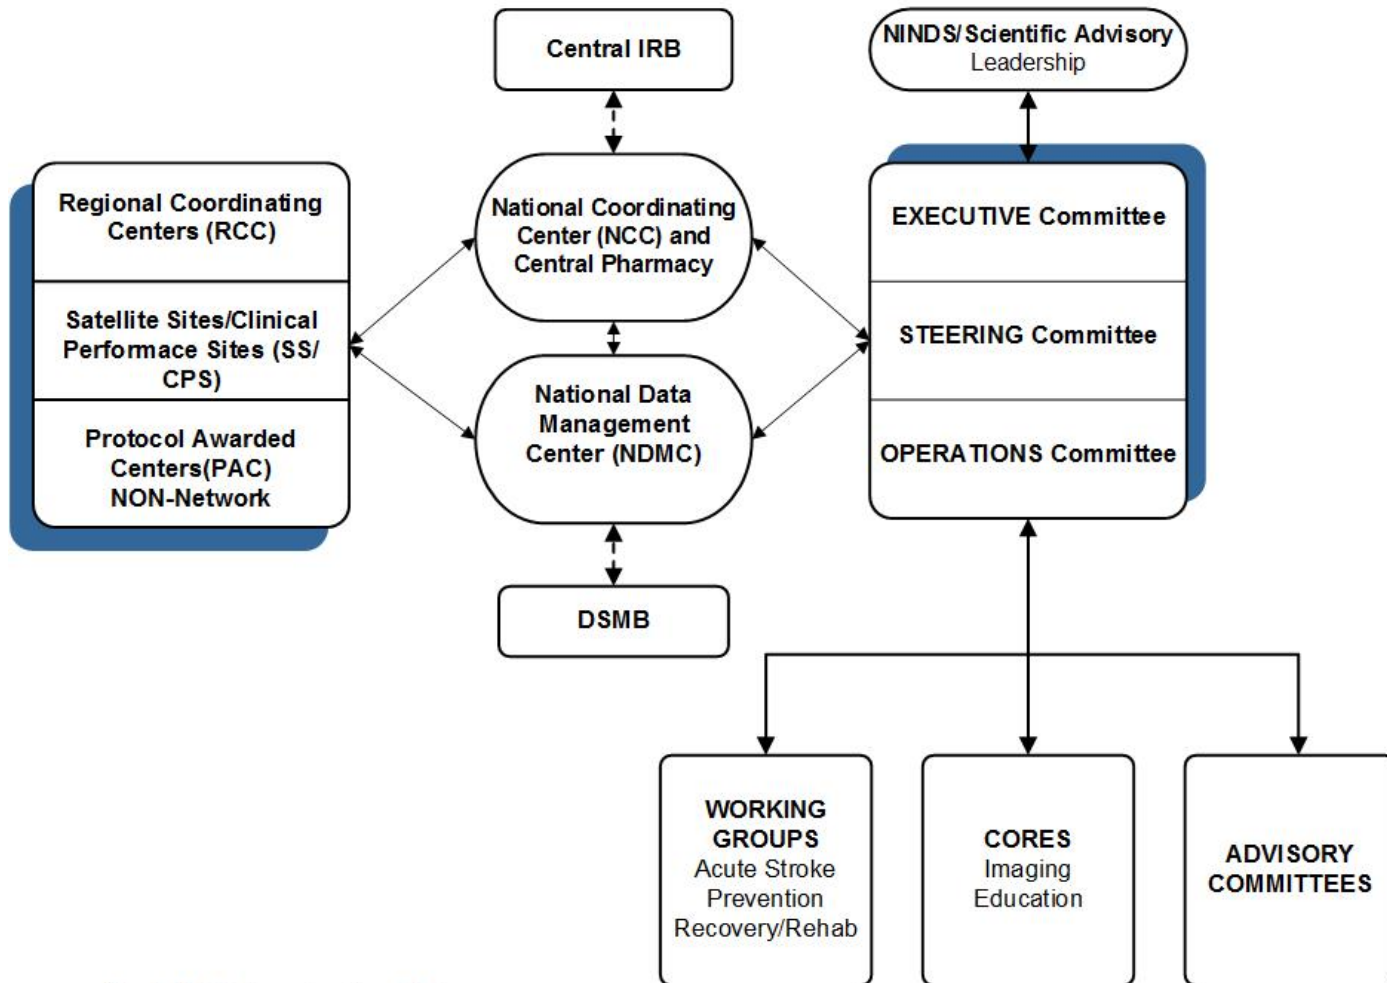 Central IRB
NINDS/Scientific Advisory
Leadership
Regional Coordinating
Centers (RCC)
Satellite Sites/Clinical
Performace Sites (SS/
CPS)
Protocol Awarded
Centers(PAC)
NON-Network
National Coordinating
Center (NCC) and
Central Pharmacy
National Data
Management
Center (NDMC)
DSMB
EXECUTIVE Committee
STEERING Committee
OPERATIONS Committee
WORKING
GROUPS
Acute Stroke
Prevention
Recovery/Rehab
CORES
Imaging
Education
ADVISORY
COMMITTEES